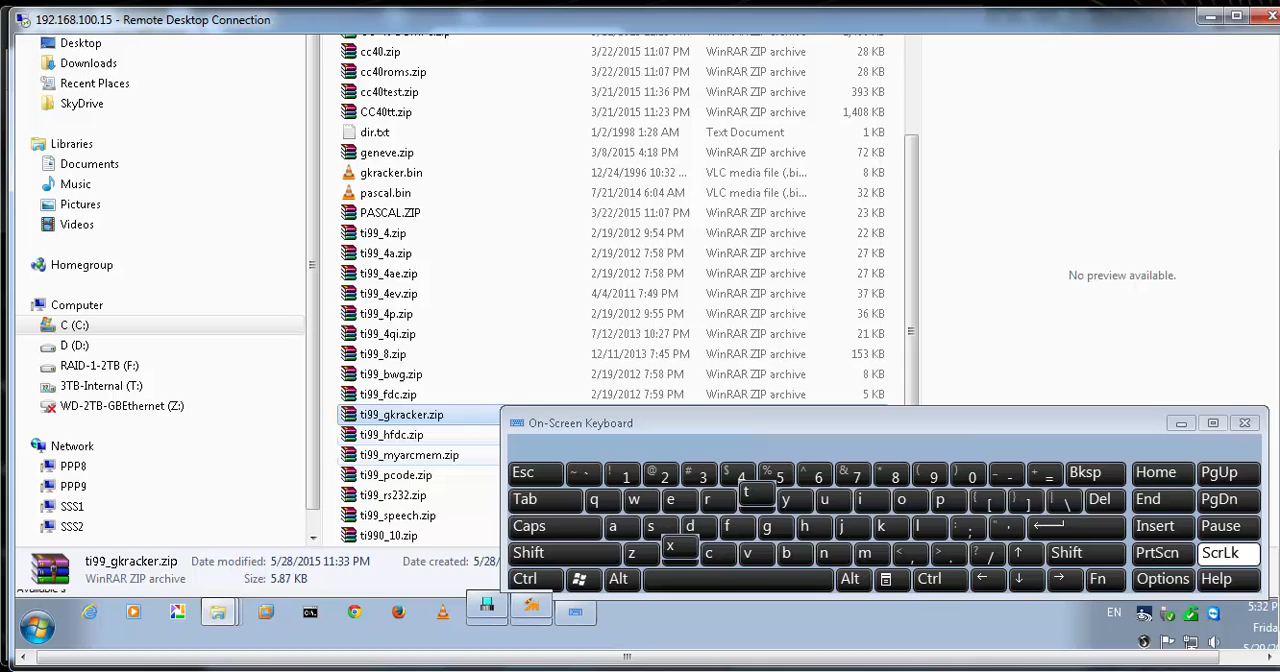 192.168.100.15 - Remote Desktop Connection
Desktop
Downloads
Recent Places
SkyDrive
Libraries
Documents
Music
Pictures
Videos
Homegroup
Computer
C (C:)
D (D:)
RAID-1-2TB (F:)
3TB-Internal (T:)
WD-2TB-GBEthernet (Z:)
Network
PPP8
PPP9
SSS1
SSS2
cc40.zip 3/22/2015 11:07 PM WinRAR ZIP archive 28 KB
cc40roms.zip 3/22/2015 11:07 PM WinRAR ZIP archive 28 KB
cc40test.zip 3/21/2015 11:36 PM WinRAR ZIP archive 393 KB
CC40tt.zip 3/21/2015 11:23 PM WinRAR ZIP archive 1,408 KB
dir.txt 1/2/1998 1:28 AM Text Document 1 KB
geneve.zip 3/8/2015 4:18 PM WinRAR ZIP archive 72 KB
gkracker.bin 12/24/1996 10:32 ... VLC media file (.bi... 8 KB
pascal.bin 7/21/2014 6:04 AM VLC media file (.bi... 32 KB
PASCAL.ZIP 3/22/2015 11:07 PM WinRAR ZIP archive 23 KB
ti99_4.zip 2/19/2012 9:54 PM WinRAR ZIP archive 27 KB
ti99_4a.zip 2/19/2012 7:58 PM WinRAR ZIP archive 27 KB
ti99_4ae.zip 2/19/2012 7:58 PM WinRAR ZIP archive 27 KB
ti99_4ev.zip 4/4/2011 7:49 PM WinRAR ZIP archive 37 KB
ti99_4p.zip 2/19/2012 9:55 PM WinRAR ZIP archive 36 KB
ti99_4qi.zip 7/12/2013 10:27 PM WinRAR ZIP archive 21 KB
ti99_8.zip 12/11/2013 7:45 PM WinRAR ZIP archive 153 KB
ti99_bwg.zip 2/19/2012 7:58 PM WinRAR ZIP archive 8 KB
ti99_fdc.zip 2/19/2012 7:59 PM WinRAR ZIP archive 5 KB
ti99_gkracker.zip
ti99_hfdc.zip
ti99_myarcmem.zip
ti99_pcode.zip
ti99_rs232.zip
ti99_speech.zip
ti990_10.zip
No preview available.
On-Screen Keyboard
Esc ~ ` ! 1 @ 2 # 3 $ 4 % 5 ^ 6 & 7 * 8 ( 9 ) 0 _ - + = Bksp Home PgUp
Tab q w e r t y u i o p { [ } ] | \ Del End PgDn
Caps a s d f g h j k l : ; " ' Insert Pause
Shift z x c v b n m < , > . ? / ↑ Shift PrtScn ScrLk
Ctrl Alt Alt Ctrl ← ↓ → Fn Options Help
ti99_gkracker.zip Date modified: 5/28/2015 11:33 PM Date created: 5/28/
WinRAR ZIP archive Size: 5.87 KB
EN
5:32 P
Frida